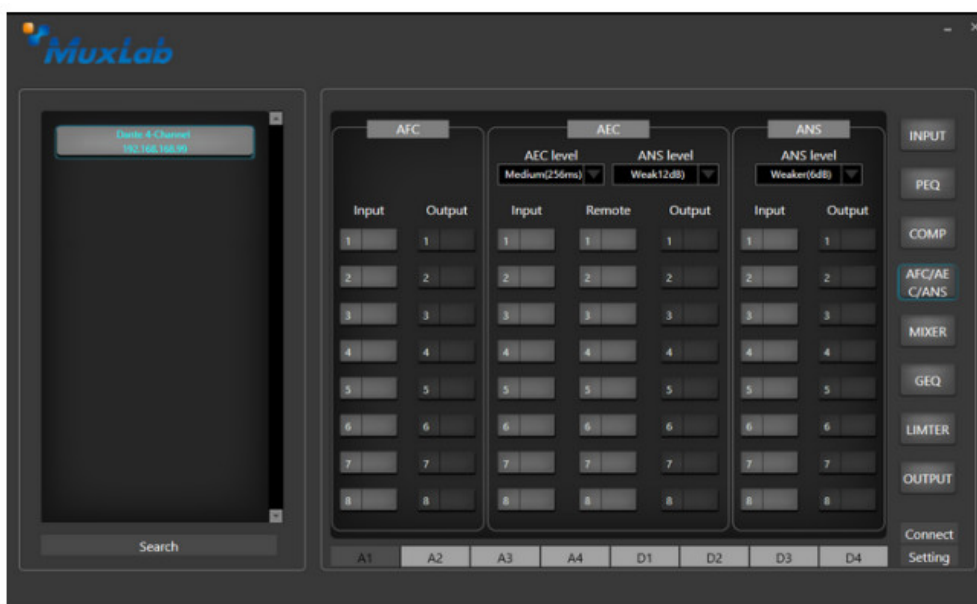 MuxLab
Dante 4-Channel
192.168.168.99
Search
AFC
AEC
ANS
AEC level
ANS level
ANS level
Medium(256ms)
Weak12dB)
Weaker(6dB)
Input
Output
Input
Remote
Output
Input
Output
1 1 1 1 1 1 1
2 2 2 2 2 2 2
3 3 3 3 3 3 3
4 4 4 4 4 4 4
5 5 5 5 5 5 5
6 6 6 6 6 6 6
7 7 7 7 7 7 7
8 8 8 8 8 8 8
A1 A2 A3 A4 D1 D2 D3 D4
INPUT
PEQ
COMP
AFC/AE
C/ANS
MIXER
GEQ
LIMTER
OUTPUT
Connect
Setting